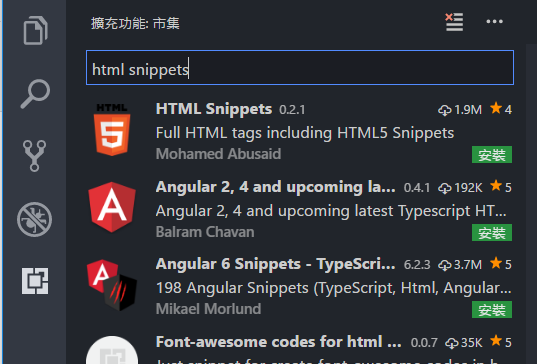 擴充功能: 市集
html snippets
HTML Snippets 0.2.1 1.9M 4
Full HTML tags including HTML5 Snippets
Mohamed Abusaid 安裝
Angular 2, 4 and upcoming la... 0.4.1 192K 5
Angular 2, 4 and upcoming latest Typescript HT...
Balram Chavan 安裝
Angular 6 Snippets - TypeScri... 6.2.3 3.7M 5
198 Angular Snippets (TypeScript, Html, Angular...
Mikael Morlund 安裝
Font-awesome codes for html ... 0.0.7 35K 5